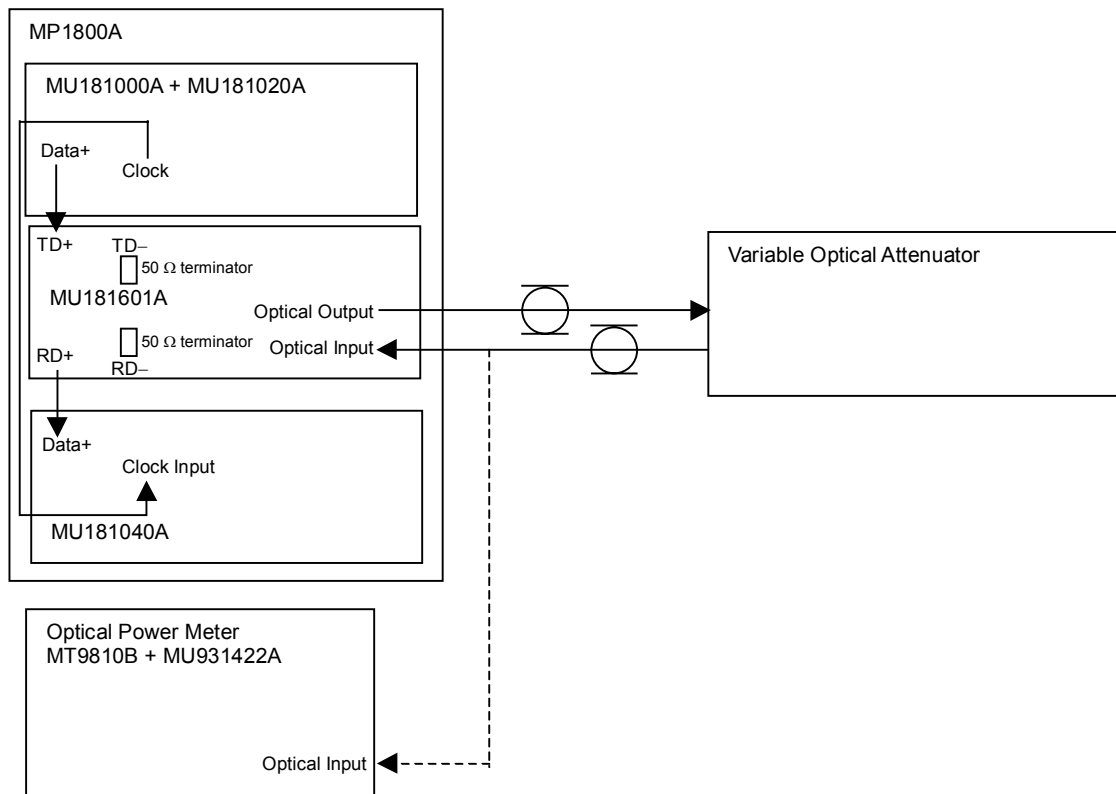 MP1800A
MU181000A + MU181020A
Data+
Clock
TD+
TD−
50 Ω terminator
MU181601A
Optical Output
50 Ω terminator
Optical Input
RD+
RD−
Data+
Clock Input
MU181040A
Variable Optical Attenuator
Optical Power Meter
MT9810B + MU931422A
Optical Input